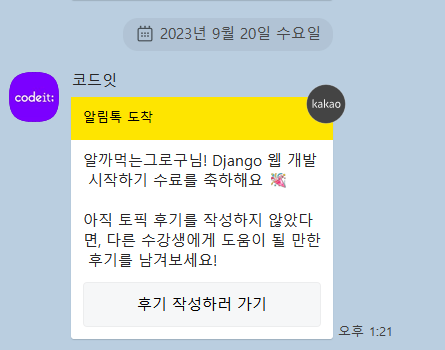 2023년 9월 20일 수요일
codeit:
코드잇
kakao
알림톡 도착
알까먹는그로구님! Django 웹 개발
시작하기 수료를 축하해요 💐
아직 토픽 후기를 작성하지 않았다
면, 다른 수강생에게 도움이 될 만한
후기를 남겨보세요!
후기 작성하러 가기
오후 1:21